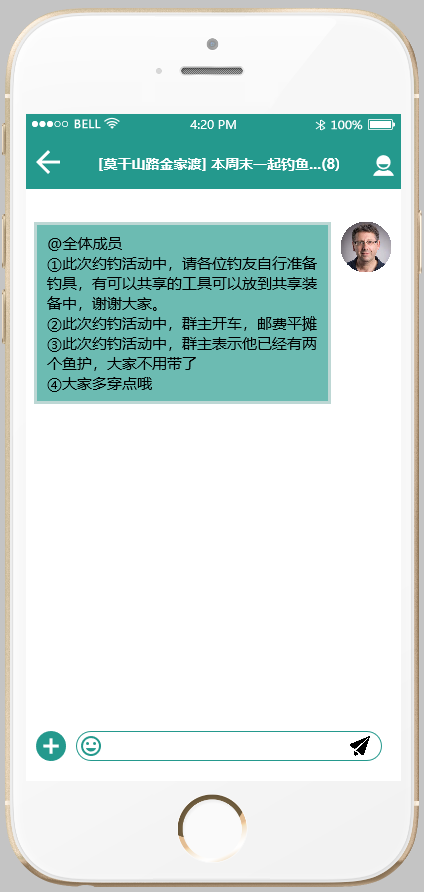 BELL 4:20 PM 100%
[莫干山路金家渡] 本周末一起钓鱼...(8)
@全体成员
①此次约钓活动中，请各位钓友自行准备
钓具，有可以共享的工具可以放到共享装
备中，谢谢大家。
②此次约钓活动中，群主开车，邮费平摊
③此次约钓活动中，群主表示他已经有两
个鱼护，大家不用带了
④大家多穿点哦